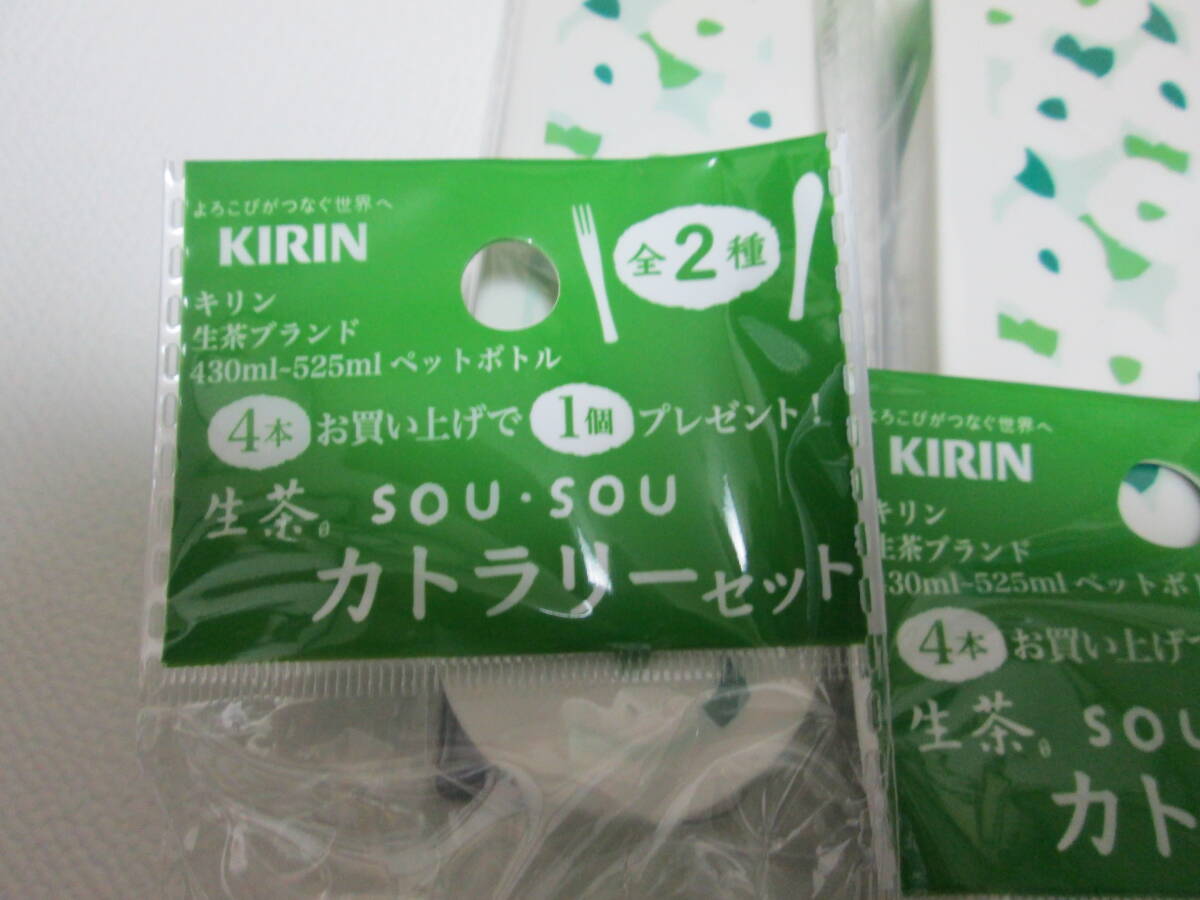 よろこびがつなぐ世界へ
KIRIN
全2種
キリン
生茶ブランド
430ml~525ml ペットボトル
4本お買い上げで1個プレゼント!
生茶® SOU・SOU
カトラリーセット
よろこびがつなぐ世界へ
KIRIN
キリン
生茶ブランド
30ml~525ml ペットボ
4本お買い上げで
生茶® SOU
カト